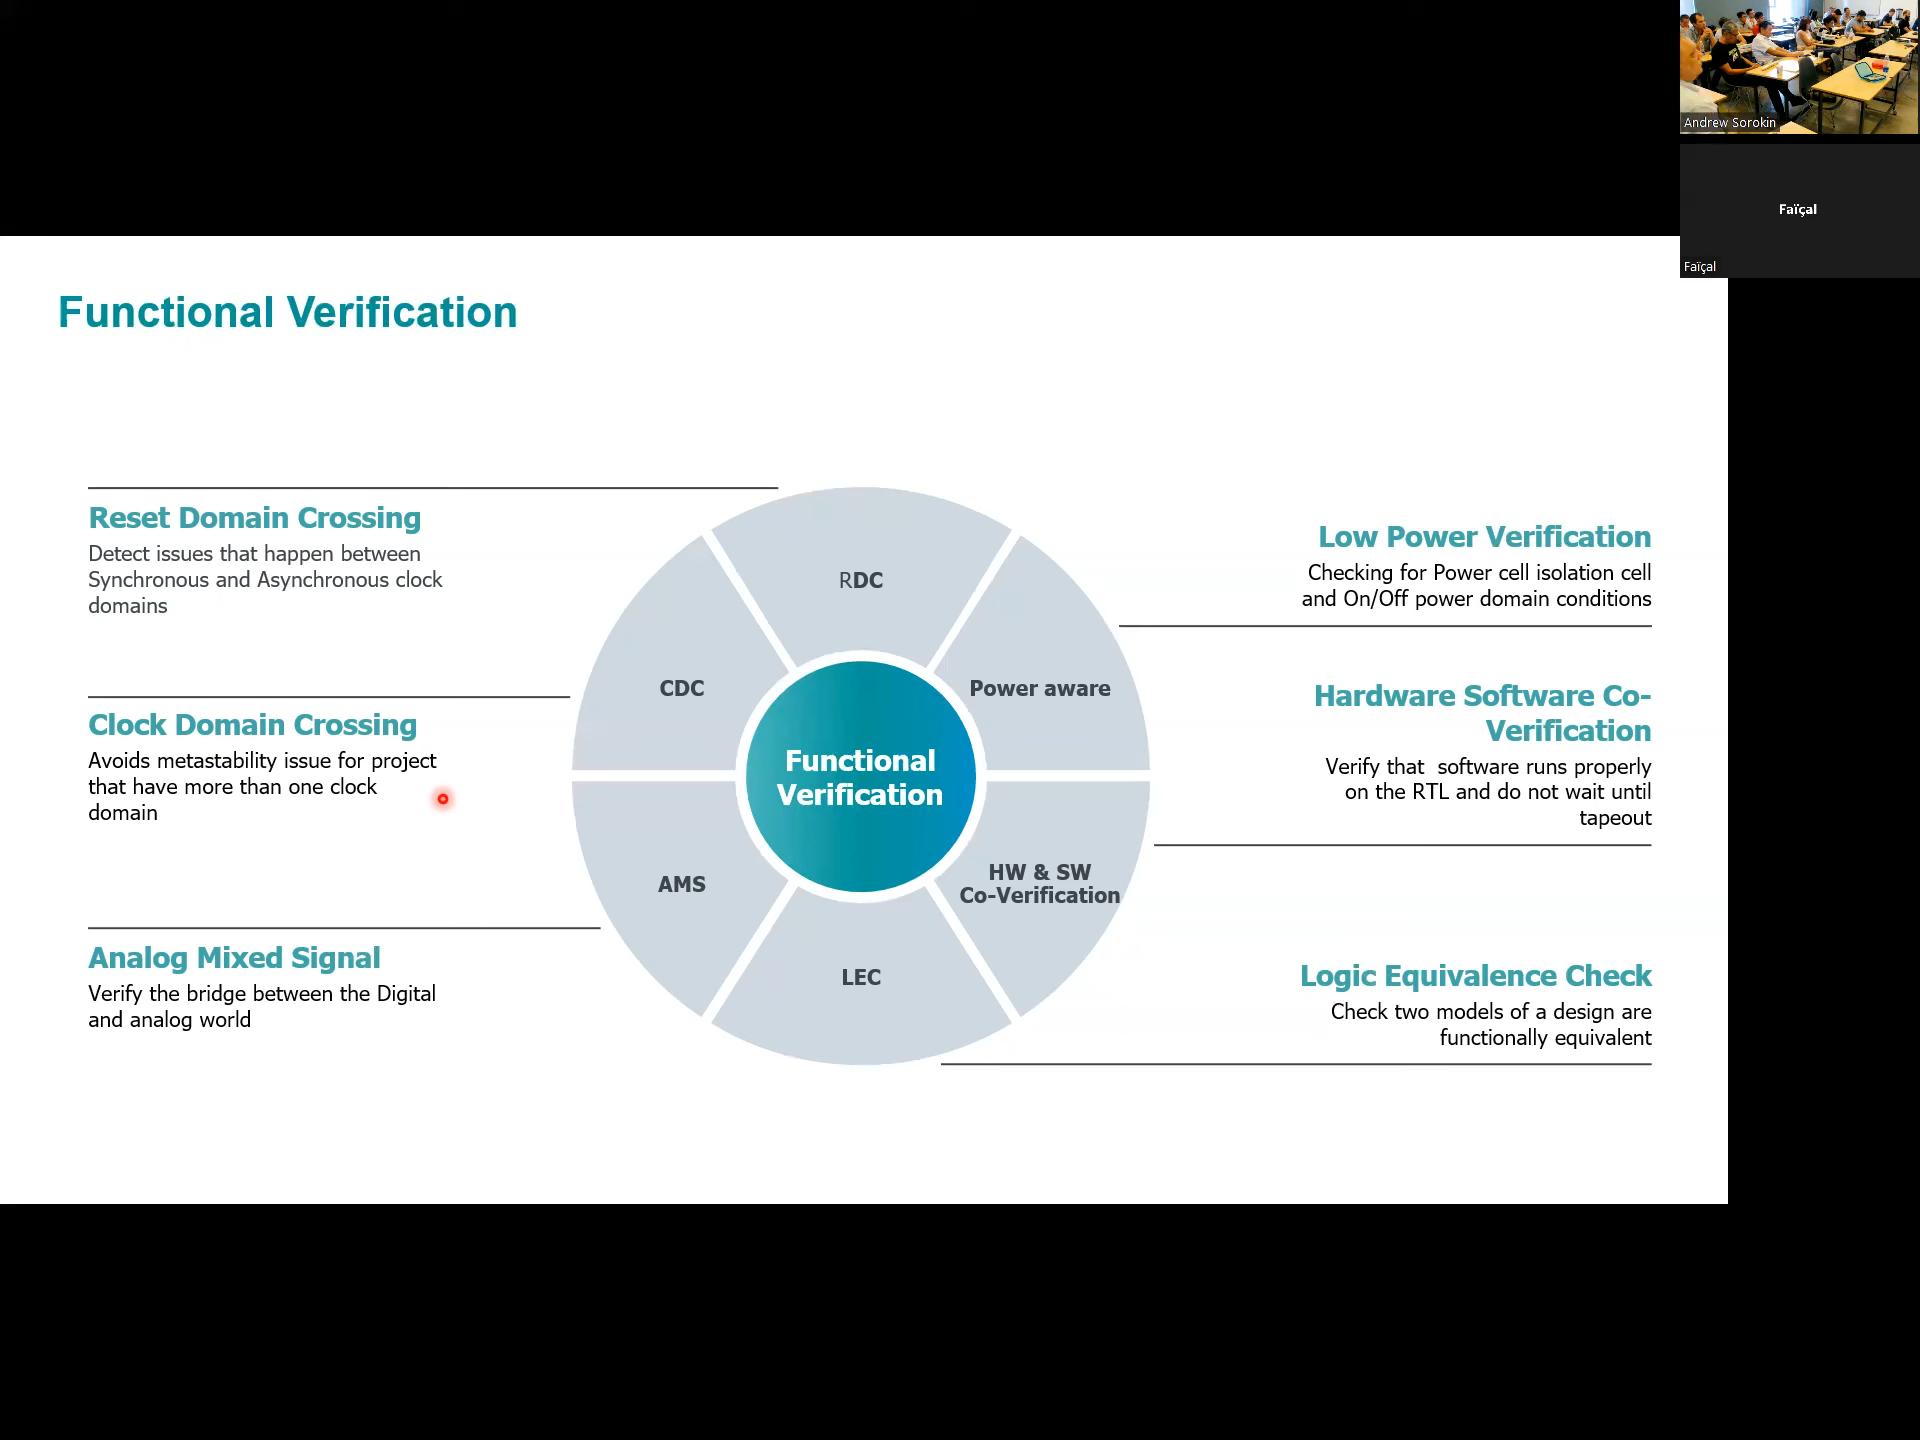 Andrew Sorokin
Faïçal
Faïçal
Functional Verification
Reset Domain Crossing
Detect issues that happen between
Synchronous and Asynchronous clock
domains
Clock Domain Crossing
Avoids metastability issue for project
that have more than one clock
domain
Analog Mixed Signal
Verify the bridge between the Digital
and analog world
RDC
CDC
Power aware
Functional
Verification
AMS
HW & SW
Co-Verification
LEC
Low Power Verification
Checking for Power cell isolation cell
and On/Off power domain conditions
Hardware Software Co-
Verification
Verify that  software runs properly
on the RTL and do not wait until
tapeout
Logic Equivalence Check
Check two models of a design are
functionally equivalent